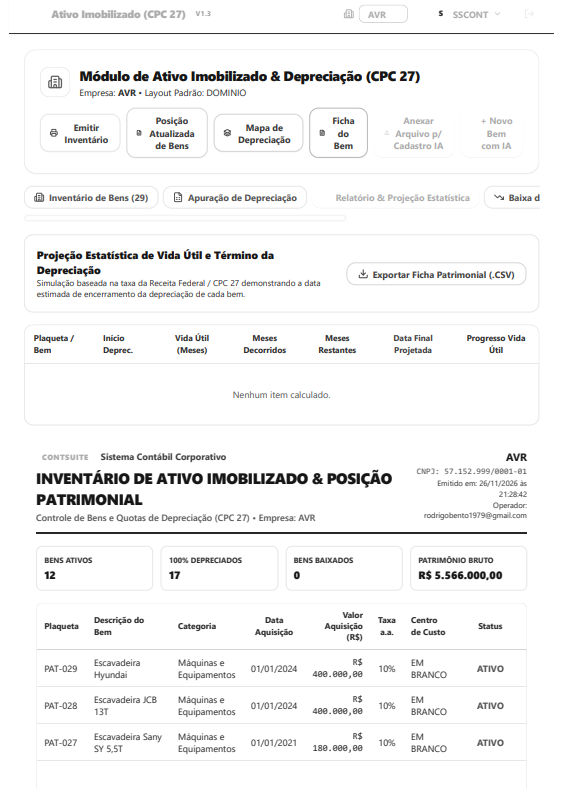 Ativo Imobilizado (CPC 27) V1.3 AVR S SSCONT
Módulo de Ativo Imobilizado & Depreciação (CPC 27)
Empresa: AVR • Layout Padrão: DOMINIO
Emitir Inventário
Posição Atualizada de Bens
Mapa de Depreciação
Ficha do Bem
Anexar Arquivo p/ Cadastro IA
+ Novo Bem com IA
Inventário de Bens (29) Apuração de Depreciação Relatório & Projeção Estatística Baixa d
Projeção Estatística de Vida Útil e Término da
Depreciação
Simulação baseada na taxa da Receita Federal / CPC 27 demonstrando a data
estimada de encerramento da depreciação de cada bem.
Exportar Ficha Patrimonial (.CSV)
Plaqueta / Bem
Início Deprec.
Vida Útil (Meses)
Meses Decorridos
Meses Restantes
Data Final Projetada
Progresso Vida Útil
Nenhum item calculado.
CONTSUITE Sistema Contábil Corporativo
INVENTÁRIO DE ATIVO IMOBILIZADO & POSIÇÃO
PATRIMONIAL
Controle de Bens e Quotas de Depreciação (CPC 27) • Empresa: AVR
AVR
CNPJ: 57.152.999/0001-01
Emitido em: 26/11/2026 às
21:28:42
Operador:
rodrigobento1979@gmail.com
BENS ATIVOS
12
100% DEPRECIADOS
17
BENS BAIXADOS
0
PATRIMÔNIO BRUTO
R$ 5.566.000,00
Plaqueta
Descrição do Bem
Categoria
Data Aquisição
Valor Aquisição (R$)
Taxa a.a.
Centro de Custo
Status
PAT-029 Escavadeira Hyundai Máquinas e Equipamentos 01/01/2024 R$ 400.000,00 10% EM BRANCO ATIVO
PAT-028 Escavadeira JCB 13T Máquinas e Equipamentos 01/01/2024 R$ 400.000,00 10% EM BRANCO ATIVO
PAT-027 Escavadeira Sany SY 5,5T Máquinas e Equipamentos 01/01/2021 R$ 180.000,00 10% EM BRANCO ATIVO